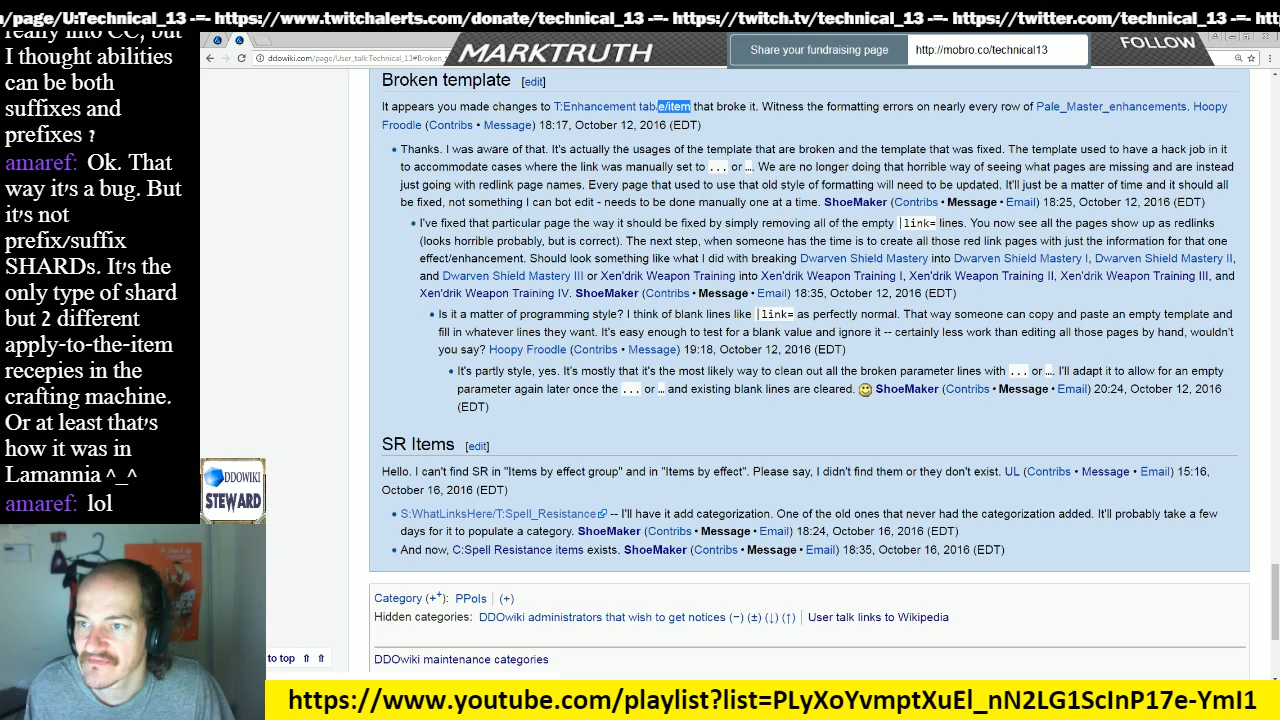 n/page/U:Technical_13 -=- https://www.twitchalerts.com/donate/technical_13 -=- https://twitch.tv/technical_13 -=- https://twitter.com/technical_13 -=- htt
really into CC, but
I thought abilities
can be both
suffixes and
prefixes ?
amaref: Ok. That
way it's a bug. But
it's not
prefix/suffix
SHARDs. It's the
only type of shard
but 2 different
apply-to-the-item
recepies in the
crafting machine.
Or at least that's
how it was in
Lamannia ^_^
amaref: lol
MARKTRUTH
Share your fundraising page
http://mobro.co/technical13
FOLLOW
ddowiki.com/page/User_talk:Technical_13#Broken_
Broken template [edit]
It appears you made changes to T:Enhancement table/item that broke it. Witness the formatting errors on nearly every row of Pale_Master_enhancements. Hoopy
Froodle (Contribs • Message) 18:17, October 12, 2016 (EDT)
• Thanks. I was aware of that. It's actually the usages of the template that are broken and the template that was fixed. The template used to have a hack job in it
to accommodate cases where the link was manually set to ... or …. We are no longer doing that horrible way of seeing what pages are missing and are instead
just going with redlink page names. Every page that used to use that old style of formatting will need to be updated. It'll just be a matter of time and it should all
be fixed, not something I can bot edit - needs to be done manually one at a time. ShoeMaker (Contribs • Message • Email) 18:25, October 12, 2016 (EDT)
• I've fixed that particular page the way it should be fixed by simply removing all of the empty |link= lines. You now see all the pages show up as redlinks
(looks horrible probably, but is correct). The next step, when someone has the time is to create all those red link pages with just the information for that one
effect/enhancement. Should look something like what I did with breaking Dwarven Shield Mastery into Dwarven Shield Mastery I, Dwarven Shield Mastery II,
and Dwarven Shield Mastery III or Xen'drik Weapon Training into Xen'drik Weapon Training I, Xen'drik Weapon Training II, Xen'drik Weapon Training III, and
Xen'drik Weapon Training IV. ShoeMaker (Contribs • Message • Email) 18:35, October 12, 2016 (EDT)
• Is it a matter of programming style? I think of blank lines like |link= as perfectly normal. That way someone can copy and paste an empty template and
fill in whatever lines they want. It's easy enough to test for a blank value and ignore it -- certainly less work than editing all those pages by hand, wouldn't
you say? Hoopy Froodle (Contribs • Message) 19:18, October 12, 2016 (EDT)
• It's partly style, yes. It's mostly that it's the most likely way to clean out all the broken parameter lines with ... or …. I'll adapt it to allow for an empty
parameter again later once the ... or … and existing blank lines are cleared. ShoeMaker (Contribs • Message • Email) 20:24, October 12, 2016
(EDT)
SR Items [edit]
Hello. I can't find SR in "Items by effect group" and in "Items by effect". Please say, I didn't find them or they don't exist. UL (Contribs • Message • Email) 15:16,
October 16, 2016 (EDT)
• S:WhatLinksHere/T:Spell_Resistance -- I'll have it add categorization. One of the old ones that never had the categorization added. It'll probably take a few
days for it to populate a category. ShoeMaker (Contribs • Message • Email) 18:24, October 16, 2016 (EDT)
• And now, C:Spell Resistance items exists. ShoeMaker (Contribs • Message • Email) 18:35, October 16, 2016 (EDT)
DDOWIKI
STEWARD
Category (+⁺): PPoIs | (+)
Hidden categories: DDOwiki administrators that wish to get notices (−) (±) (↓) (↑) | User talk links to Wikipedia
to top ⇑ ⇑
DDOwiki maintenance categories
https://www.youtube.com/playlist?list=PLyXoYvmptXuEl_nN2LG1ScInP17e-YmI1